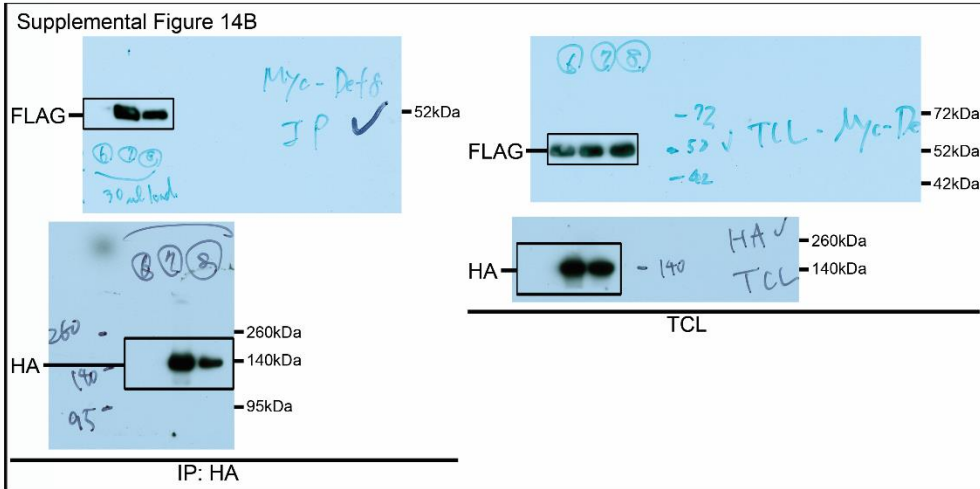 Supplemental Figure 14B
FLAG
Myc-Def8
IP ✓
52kDa
6 7 8
30 ul load
6 7 8
HA
260
140
95
260kDa
140kDa
95kDa
IP: HA
6 7 8
FLAG
-72
-52 ✓ TCL - Myc-De
-42
72kDa
52kDa
42kDa
HA
-140
HA ✓
TCL
260kDa
140kDa
TCL